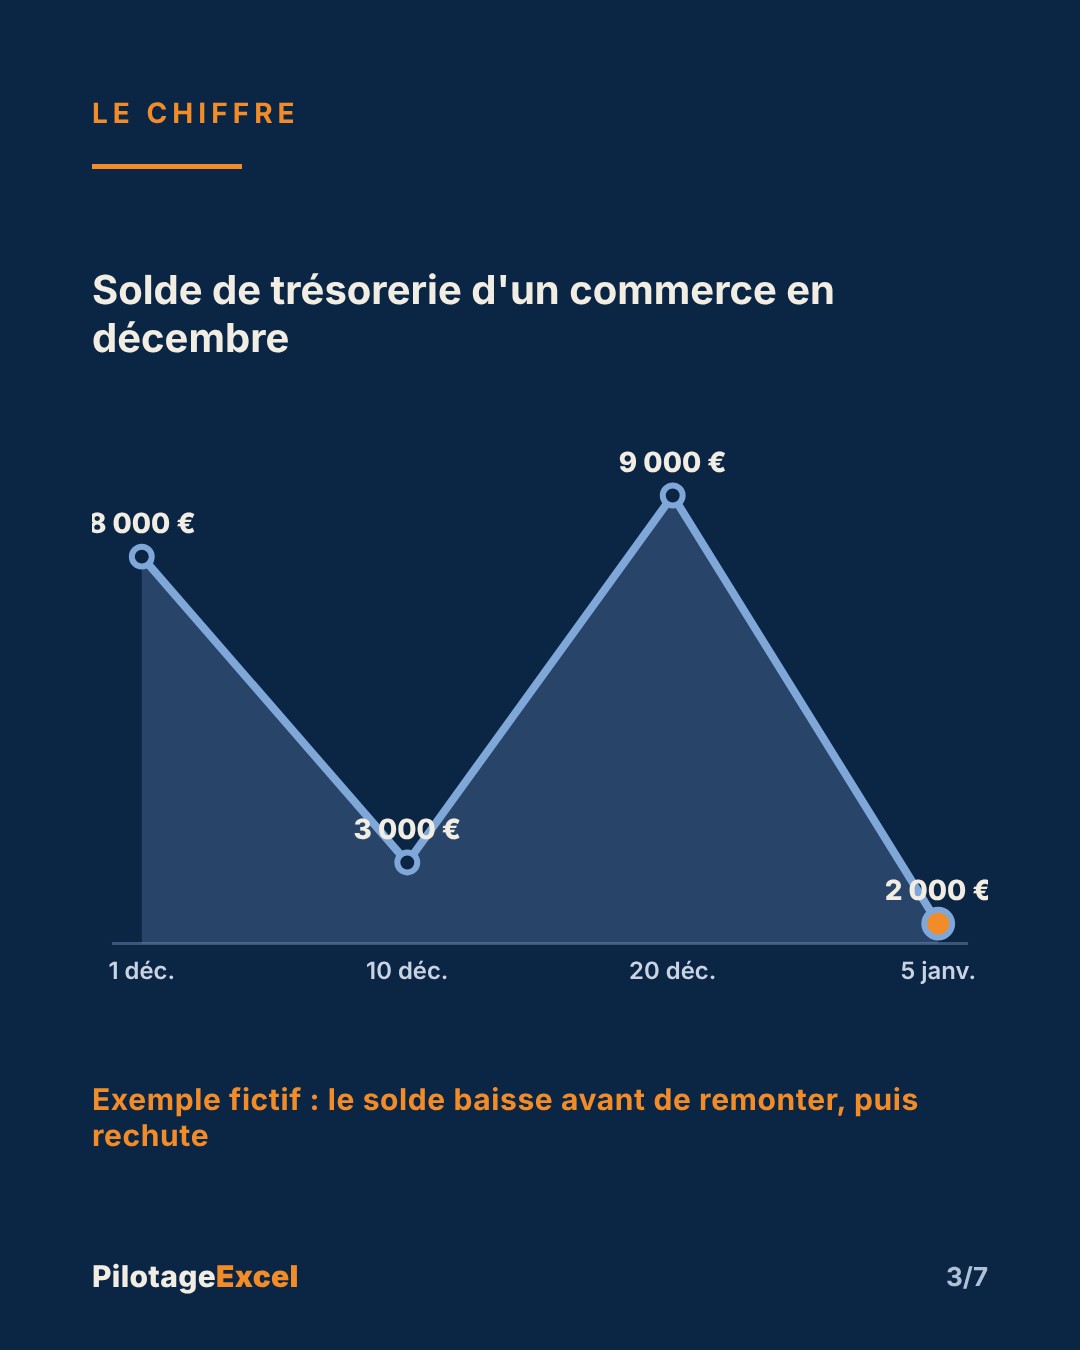 LE CHIFFRE
Solde de trésorerie d'un commerce en
décembre
9 000 €
8 000 €
3 000 €
2 000 €
1 déc.
10 déc.
20 déc.
5 janv.
Exemple fictif : le solde baisse avant de remonter, puis
rechute
PilotageExcel
3/7